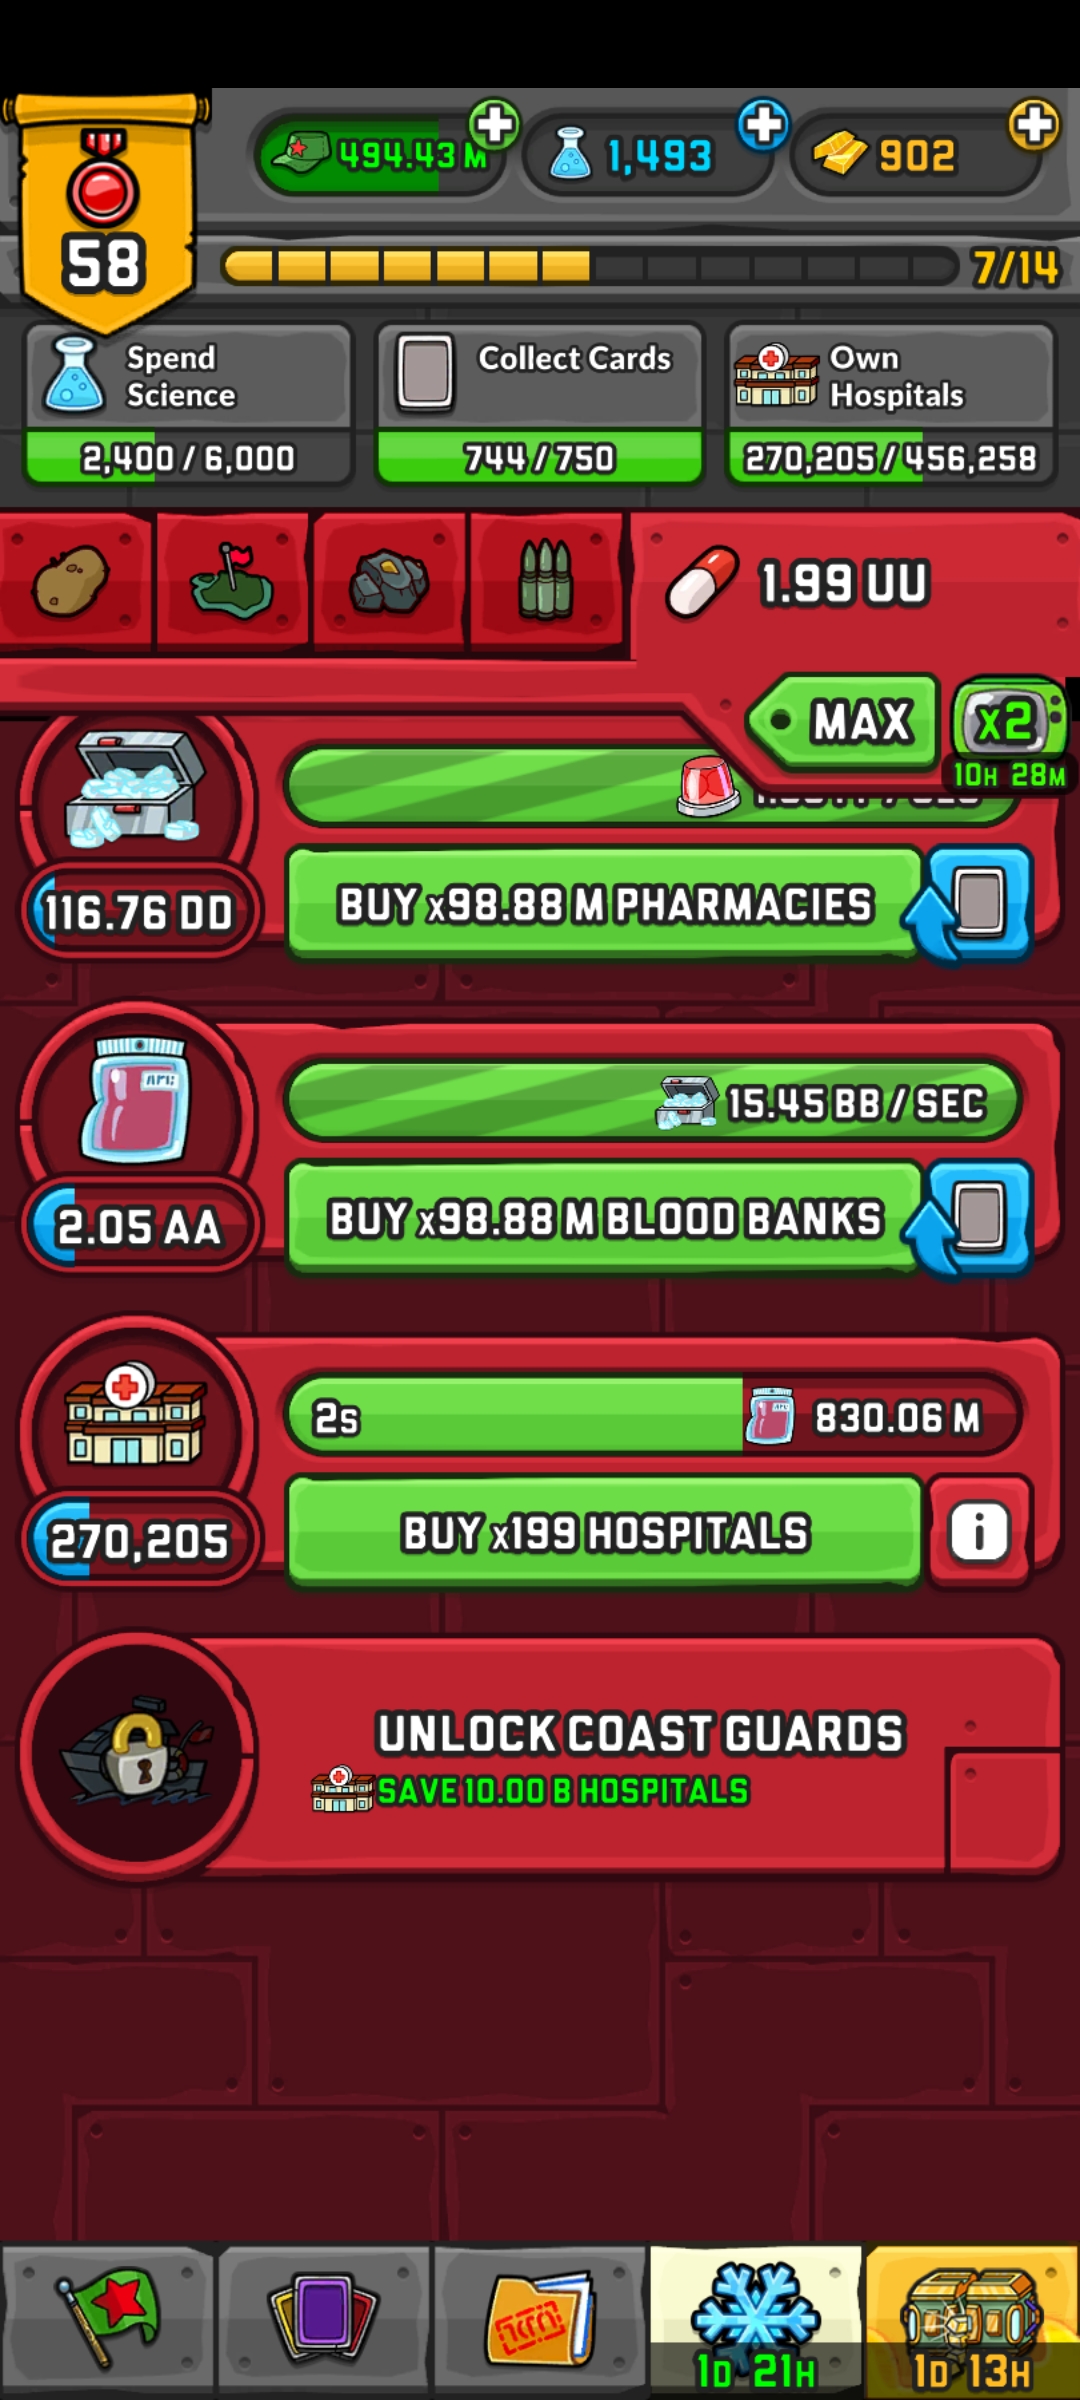 58
494.43 M
1,493
902
7/14
Spend
Science
2,400 / 6,000
Collect Cards
744 / 750
Own
Hospitals
270,205 / 456,258
1.99 UU
MAX
x2
10H 28M
116.76 DD
BUY x98.88 M PHARMACIES
15.45 BB / SEC
2.05 AA
BUY x98.88 M BLOOD BANKS
2s
830.06 M
270,205
BUY x199 HOSPITALS
i
UNLOCK COAST GUARDS
SAVE 10.00 B HOSPITALS
1D 21H
1D 13H